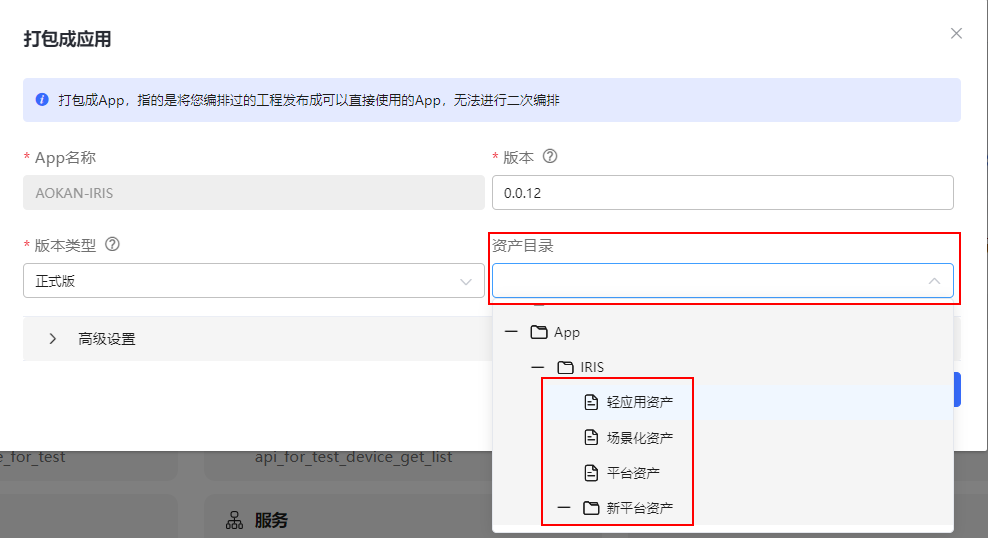 打包成应用
打包成App，指的是将您编排过的工程发布成可以直接使用的App，无法进行二次编排
* App名称
* 版本
AOKAN-IRIS
0.0.12
* 版本类型
资产目录
正式版
高级设置
App
IRIS
轻应用资产
场景化资产
平台资产
新平台资产
e_for_test
api_for_test_device_get_list
服务